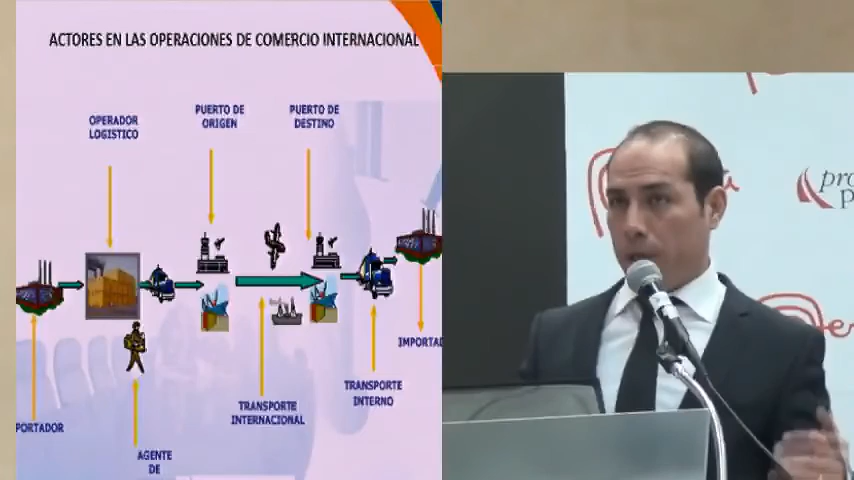 ACTORES EN LAS OPERACIONES DE COMERCIO INTERNACIONAL
OPERADOR
LOGISTICO
PUERTO DE
ORIGEN
PUERTO DE
DESTINO
PORTADOR
AGENTE
DE
TRANSPORTE
INTERNACIONAL
TRANSPORTE
INTERNO
IMPORTAD
pro
p